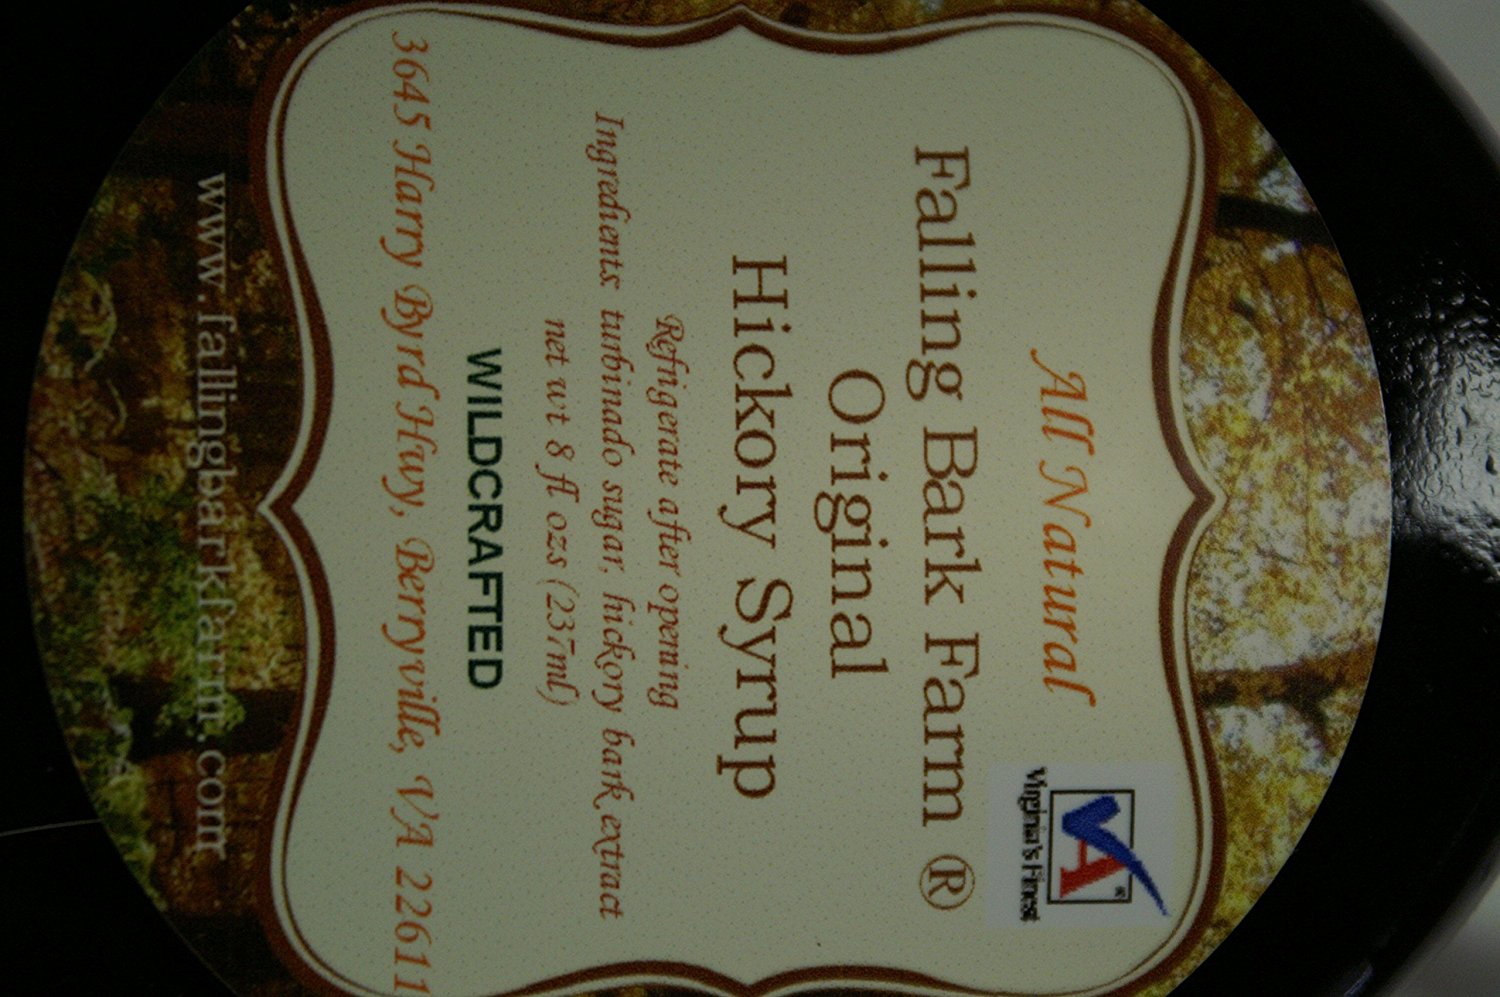 All Natural
VA®
Virginia's Finest
Falling Bark Farm ®
Original
Hickory Syrup
Refrigerate after opening
Ingredients: turbinado sugar, hickory bark extract
net wt 8 fl ozs (237ml)
WILDCRAFTED
3645 Harry Byrd Hwy, Berryville, VA 22611
www.fallingbarkfarm.com